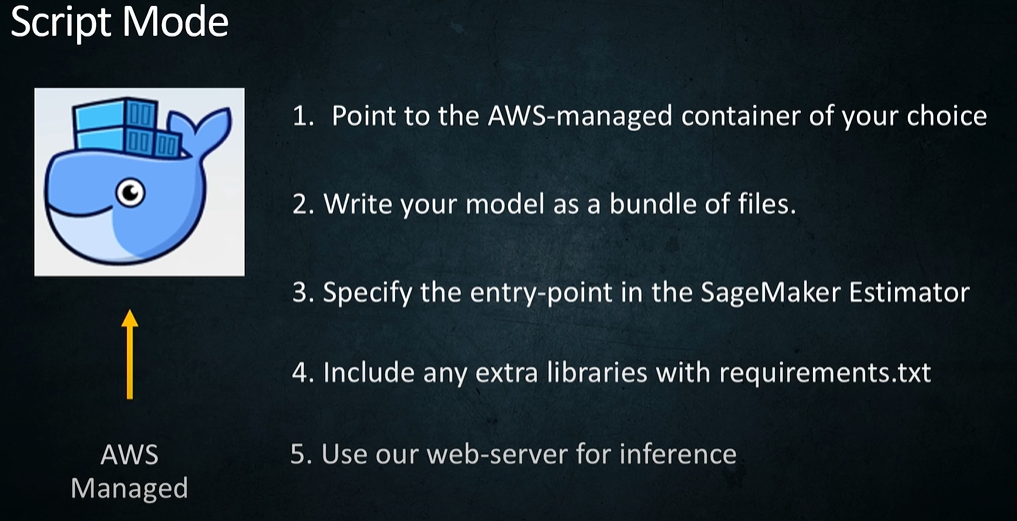 Script Mode
1. Point to the AWS-managed container of your choice
2. Write your model as a bundle of files.
3. Specify the entry-point in the SageMaker Estimator
4. Include any extra libraries with requirements.txt
5. Use our web-server for inference
AWS
Managed